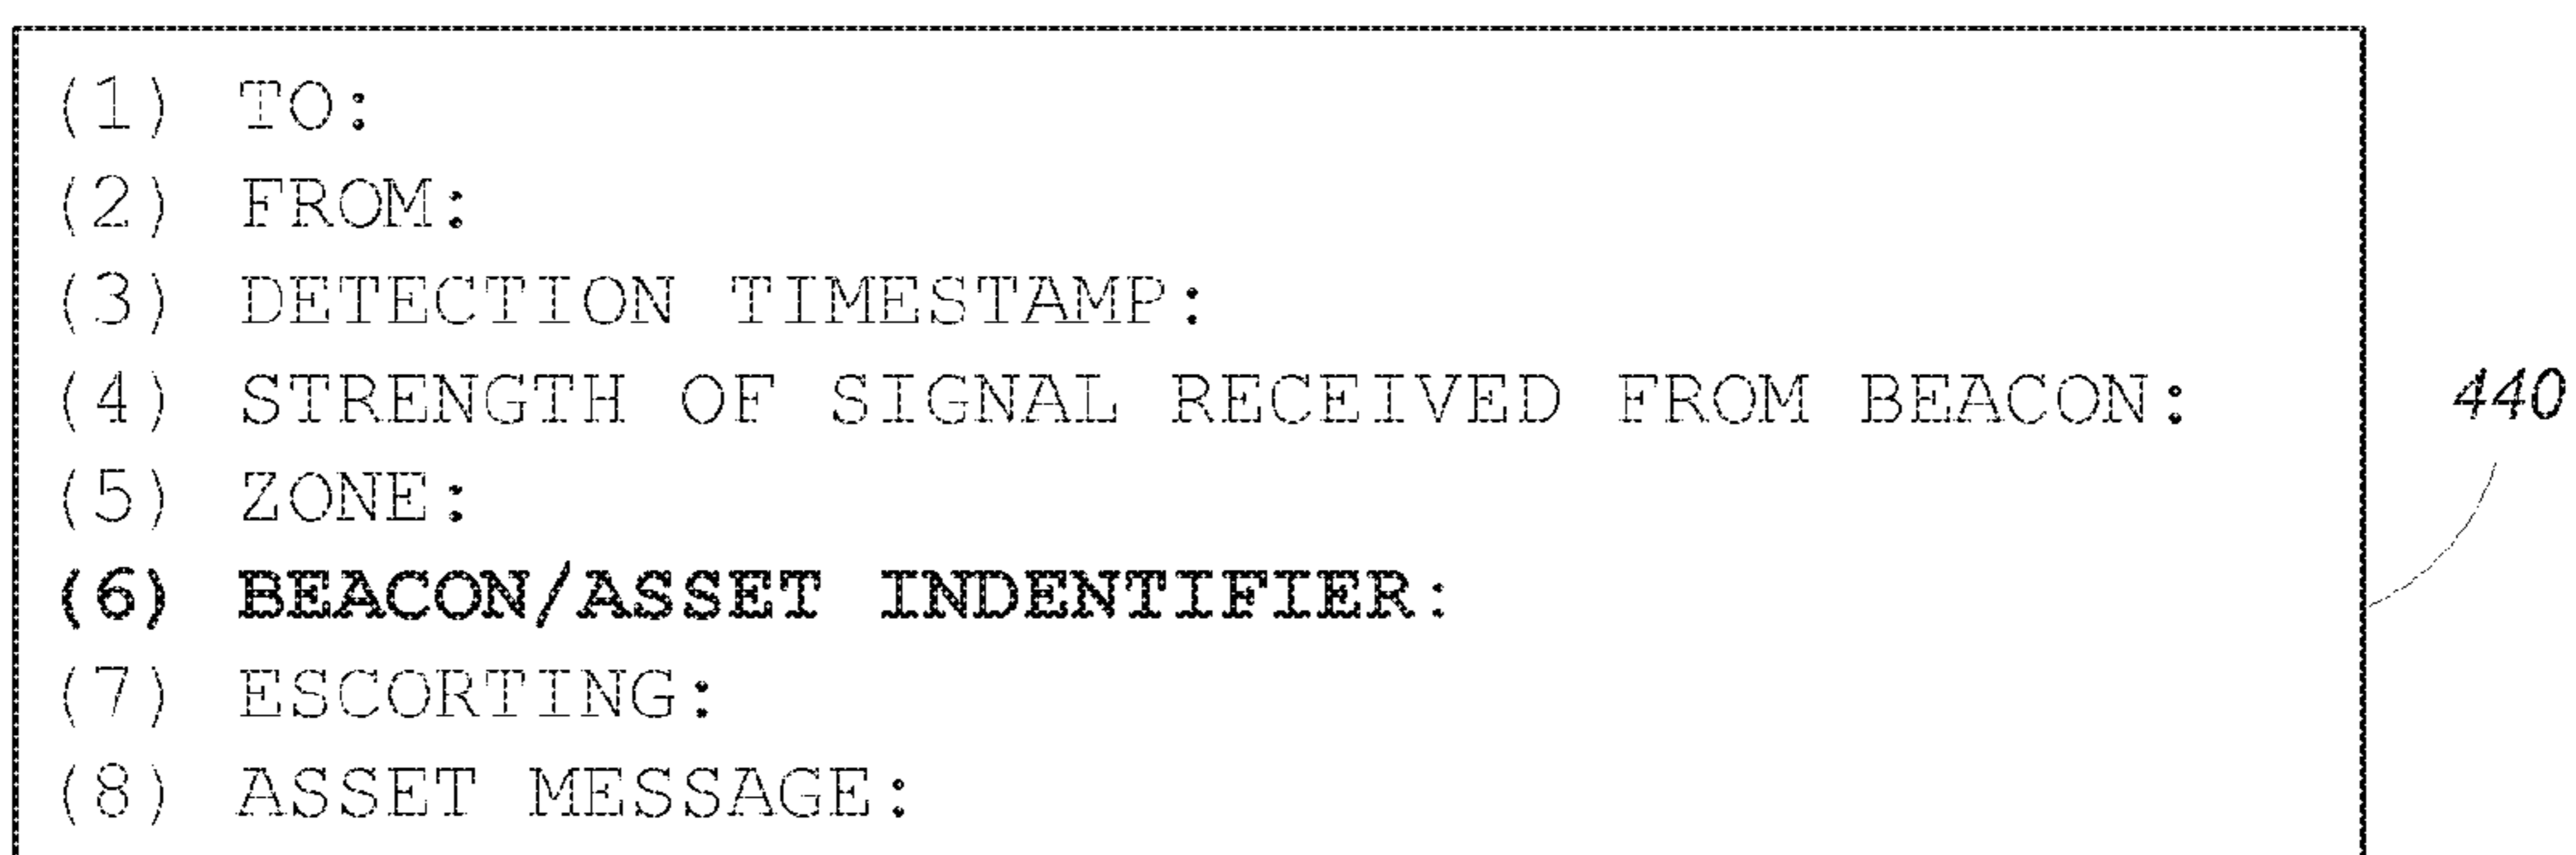 (1) TO:
(2) FROM:
(3) DETECTION TIMESTAMP:
(4) STRENGTH OF SIGNAL RECEIVED FROM BEACON:
440
(5) ZONE:
(6) BEACON/ASSET INDENTIFIER:
(7) ESCORTING:
(8) ASSET MESSAGE: